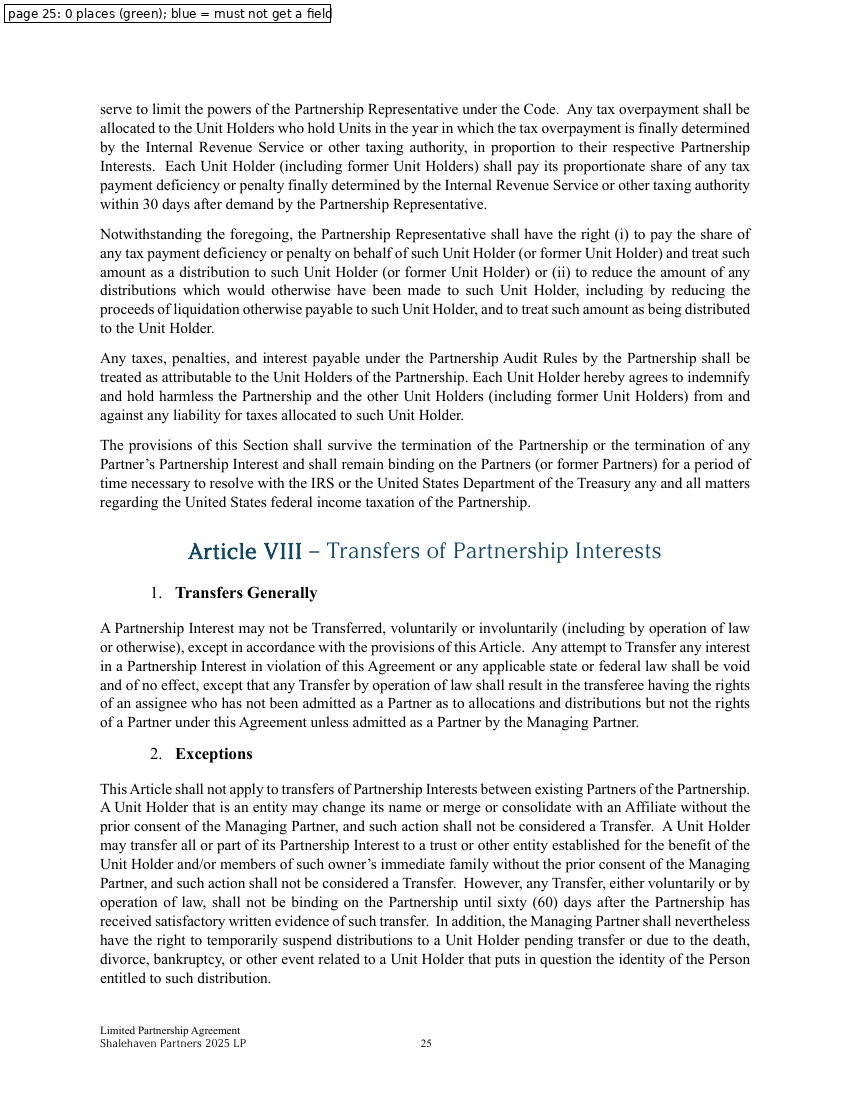 page 25: 0 places (green); blue = must not get a field
serve to limit the powers of the Partnership Representative under the Code.  Any tax overpayment shall be
allocated to the Unit Holders who hold Units in the year in which the tax overpayment is finally determined
by the Internal Revenue Service or other taxing authority, in proportion to their respective Partnership
Interests.  Each Unit Holder (including former Unit Holders) shall pay its proportionate share of any tax
payment deficiency or penalty finally determined by the Internal Revenue Service or other taxing authority
within 30 days after demand by the Partnership Representative.
Notwithstanding the foregoing, the Partnership Representative shall have the right (i) to pay the share of
any tax payment deficiency or penalty on behalf of such Unit Holder (or former Unit Holder) and treat such
amount as a distribution to such Unit Holder (or former Unit Holder) or (ii) to reduce the amount of any
distributions which would otherwise have been made to such Unit Holder, including by reducing the
proceeds of liquidation otherwise payable to such Unit Holder, and to treat such amount as being distributed
to the Unit Holder.
Any taxes, penalties, and interest payable under the Partnership Audit Rules by the Partnership shall be
treated as attributable to the Unit Holders of the Partnership. Each Unit Holder hereby agrees to indemnify
and hold harmless the Partnership and the other Unit Holders (including former Unit Holders) from and
against any liability for taxes allocated to such Unit Holder.
The provisions of this Section shall survive the termination of the Partnership or the termination of any
Partner’s Partnership Interest and shall remain binding on the Partners (or former Partners) for a period of
time necessary to resolve with the IRS or the United States Department of the Treasury any and all matters
regarding the United States federal income taxation of the Partnership.
Article VIII – Transfers of Partnership Interests
1. Transfers Generally
A Partnership Interest may not be Transferred, voluntarily or involuntarily (including by operation of law
or otherwise), except in accordance with the provisions of this Article.  Any attempt to Transfer any interest
in a Partnership Interest in violation of this Agreement or any applicable state or federal law shall be void
and of no effect, except that any Transfer by operation of law shall result in the transferee having the rights
of an assignee who has not been admitted as a Partner as to allocations and distributions but not the rights
of a Partner under this Agreement unless admitted as a Partner by the Managing Partner.
2. Exceptions
This Article shall not apply to transfers of Partnership Interests between existing Partners of the Partnership.
A Unit Holder that is an entity may change its name or merge or consolidate with an Affiliate without the
prior consent of the Managing Partner, and such action shall not be considered a Transfer.  A Unit Holder
may transfer all or part of its Partnership Interest to a trust or other entity established for the benefit of the
Unit Holder and/or members of such owner’s immediate family without the prior consent of the Managing
Partner, and such action shall not be considered a Transfer.  However, any Transfer, either voluntarily or by
operation of law, shall not be binding on the Partnership until sixty (60) days after the Partnership has
received satisfactory written evidence of such transfer.  In addition, the Managing Partner shall nevertheless
have the right to temporarily suspend distributions to a Unit Holder pending transfer or due to the death,
divorce, bankruptcy, or other event related to a Unit Holder that puts in question the identity of the Person
entitled to such distribution.
Limited Partnership Agreement
Shalehaven Partners 2025 LP 25